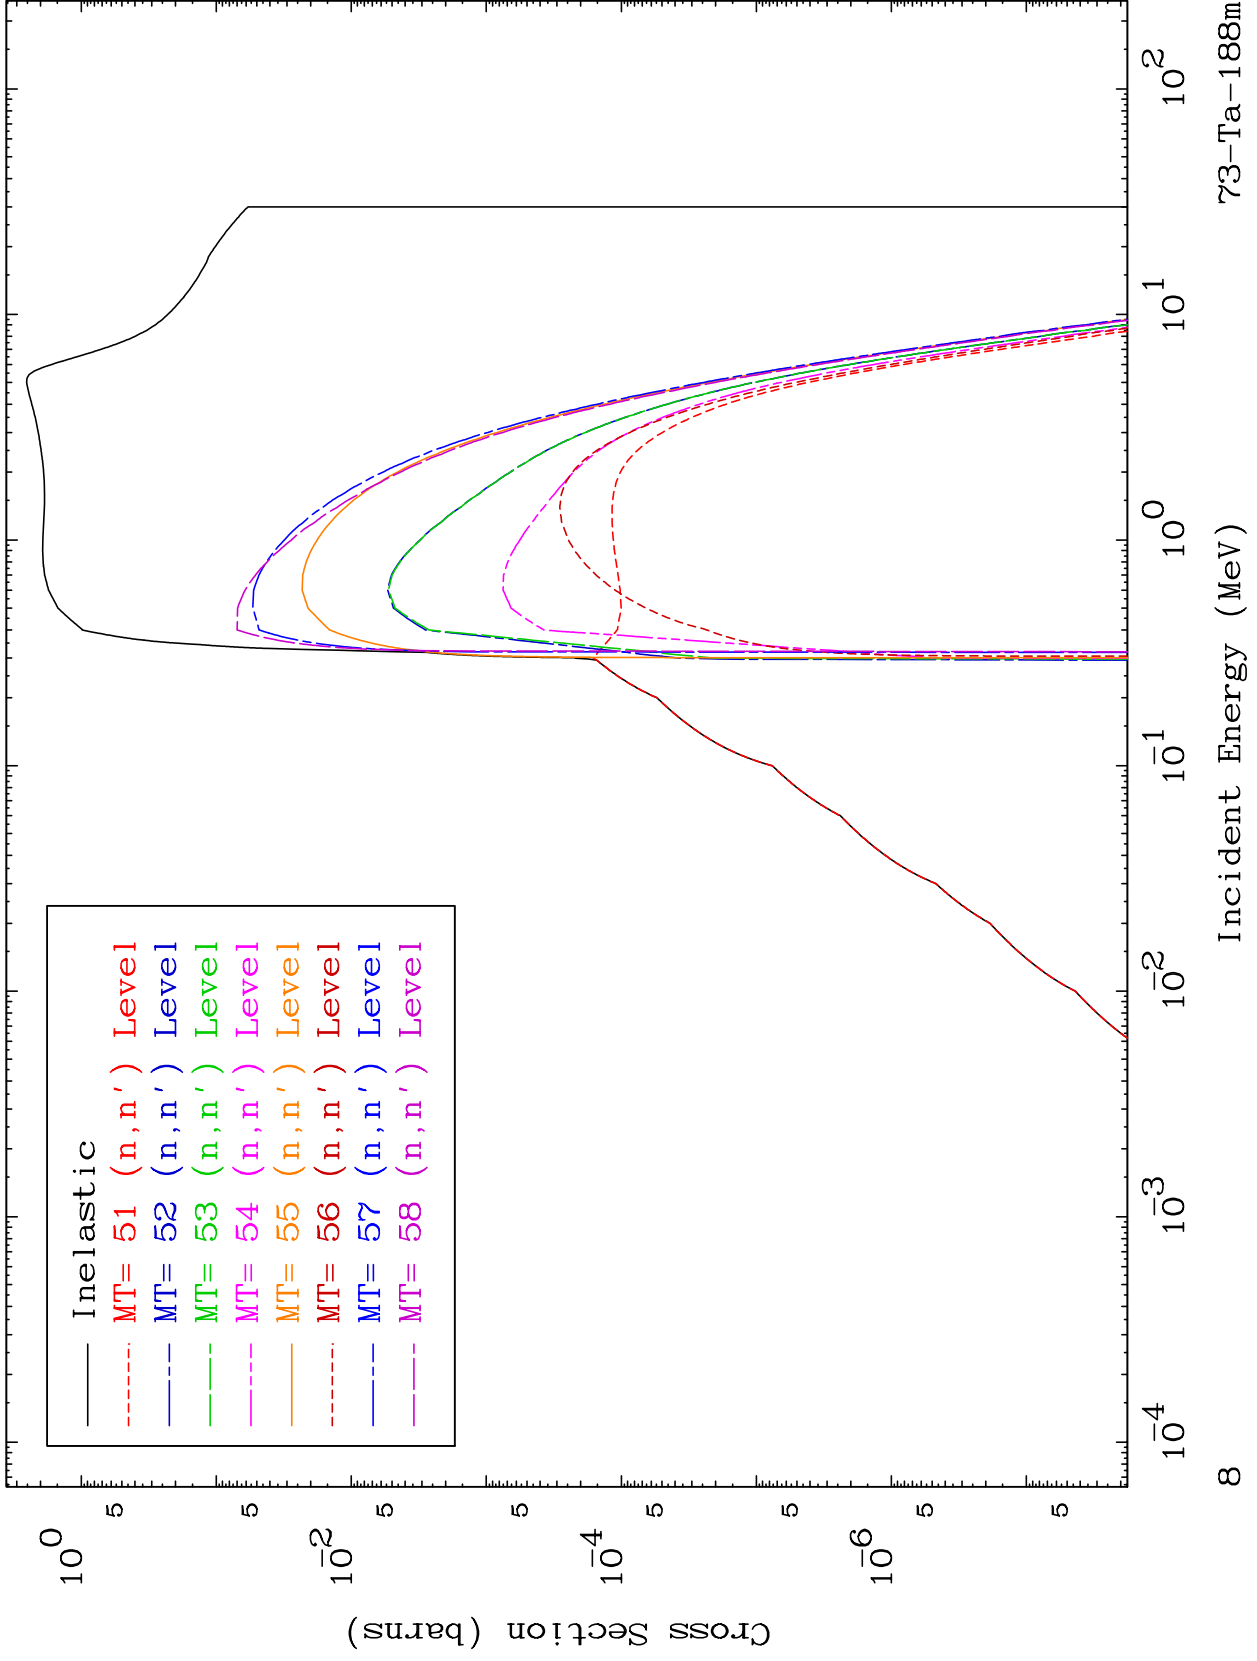 Inelastic
MT= 51 (n,n') Level
MT= 52 (n,n') Level
MT= 53 (n,n') Level
MT= 54 (n,n') Level
MT= 55 (n,n') Level
MT= 56 (n,n') Level
MT= 57 (n,n') Level
MT= 58 (n,n') Level
Cross Section (barns)
10^0
5
5
10^-2
5
5
10^-4
5
5
10^-6
5
5
10^-4
10^-3
10^-2
10^-1
10^0
10^1
10^2
Incident Energy (MeV)
8
73-Ta-188m